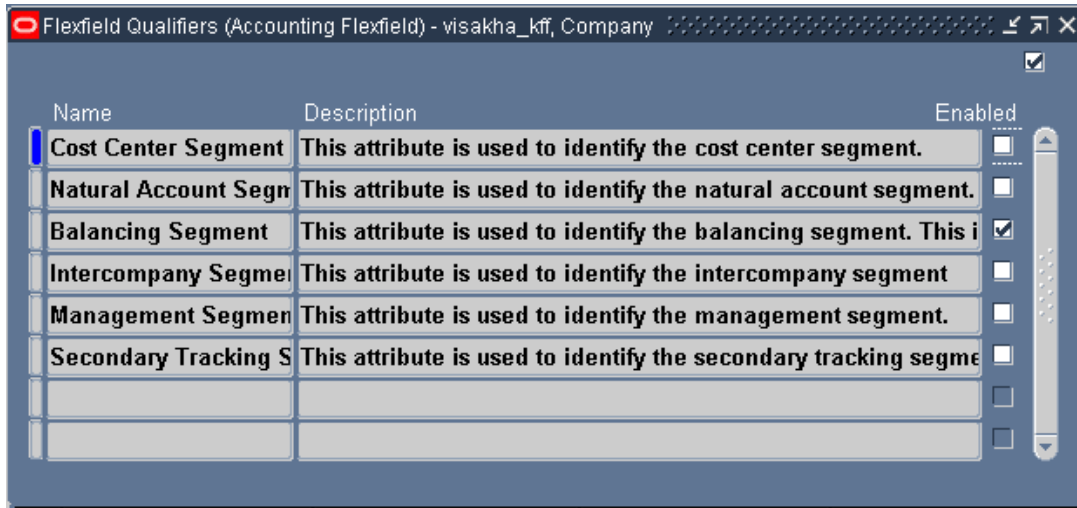 Flexfield Qualifiers (Accounting Flexfield) - visakha_kff, Company
Name Description Enabled
Cost Center Segment This attribute is used to identify the cost center segment.
Natural Account Segm This attribute is used to identify the natural account segment.
Balancing Segment This attribute is used to identify the balancing segment. This i
Intercompany Segmen This attribute is used to identify the intercompany segment
Management Segmen This attribute is used to identify the management segment.
Secondary Tracking S This attribute is used to identify the secondary tracking segme